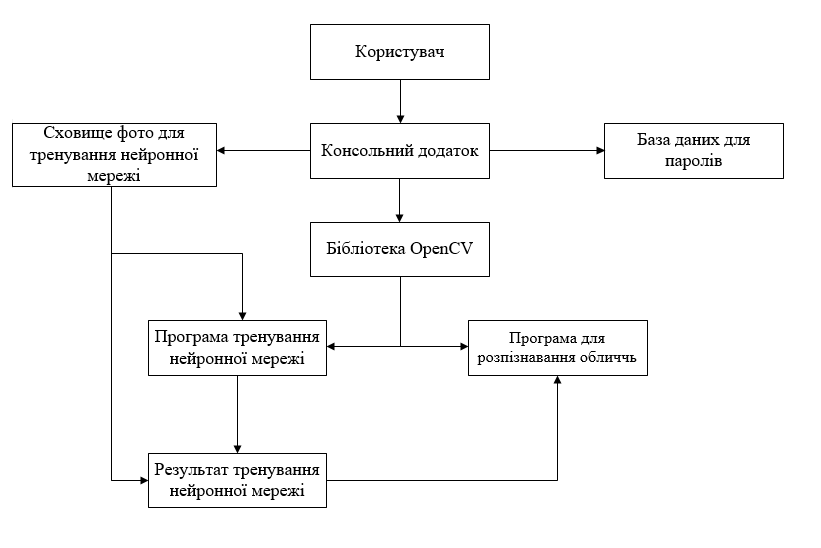 Користувач
Сховище фото для
тренування нейронної
мережі
Консольний додаток
База даних для
паролів
Бібліотека OpenCV
Програма тренування
нейронної мережі
Програма для
розпізнавання обличчь
Результат тренування
нейронної мережі